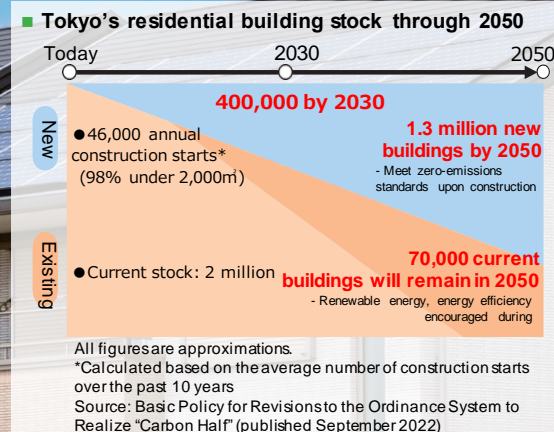 ■ Tokyo's residential building stock through 2050
Today 2030 2050
400,000 by 2030
New
●46,000 annual
construction starts*
(98% under 2,000㎡)
1.3 million new
buildings by 2050
- Meet zero-emissions
standards upon construction
Existing
●Current stock: 2 million
70,000 current
buildings will remain in 2050
- Renewable energy, energy efficiency
encouraged during
All figures are approximations.
*Calculated based on the average number of construction starts
over the past 10 years
Source: Basic Policy for Revisions to the Ordinance System to
Realize "Carbon Half" (published September 2022)